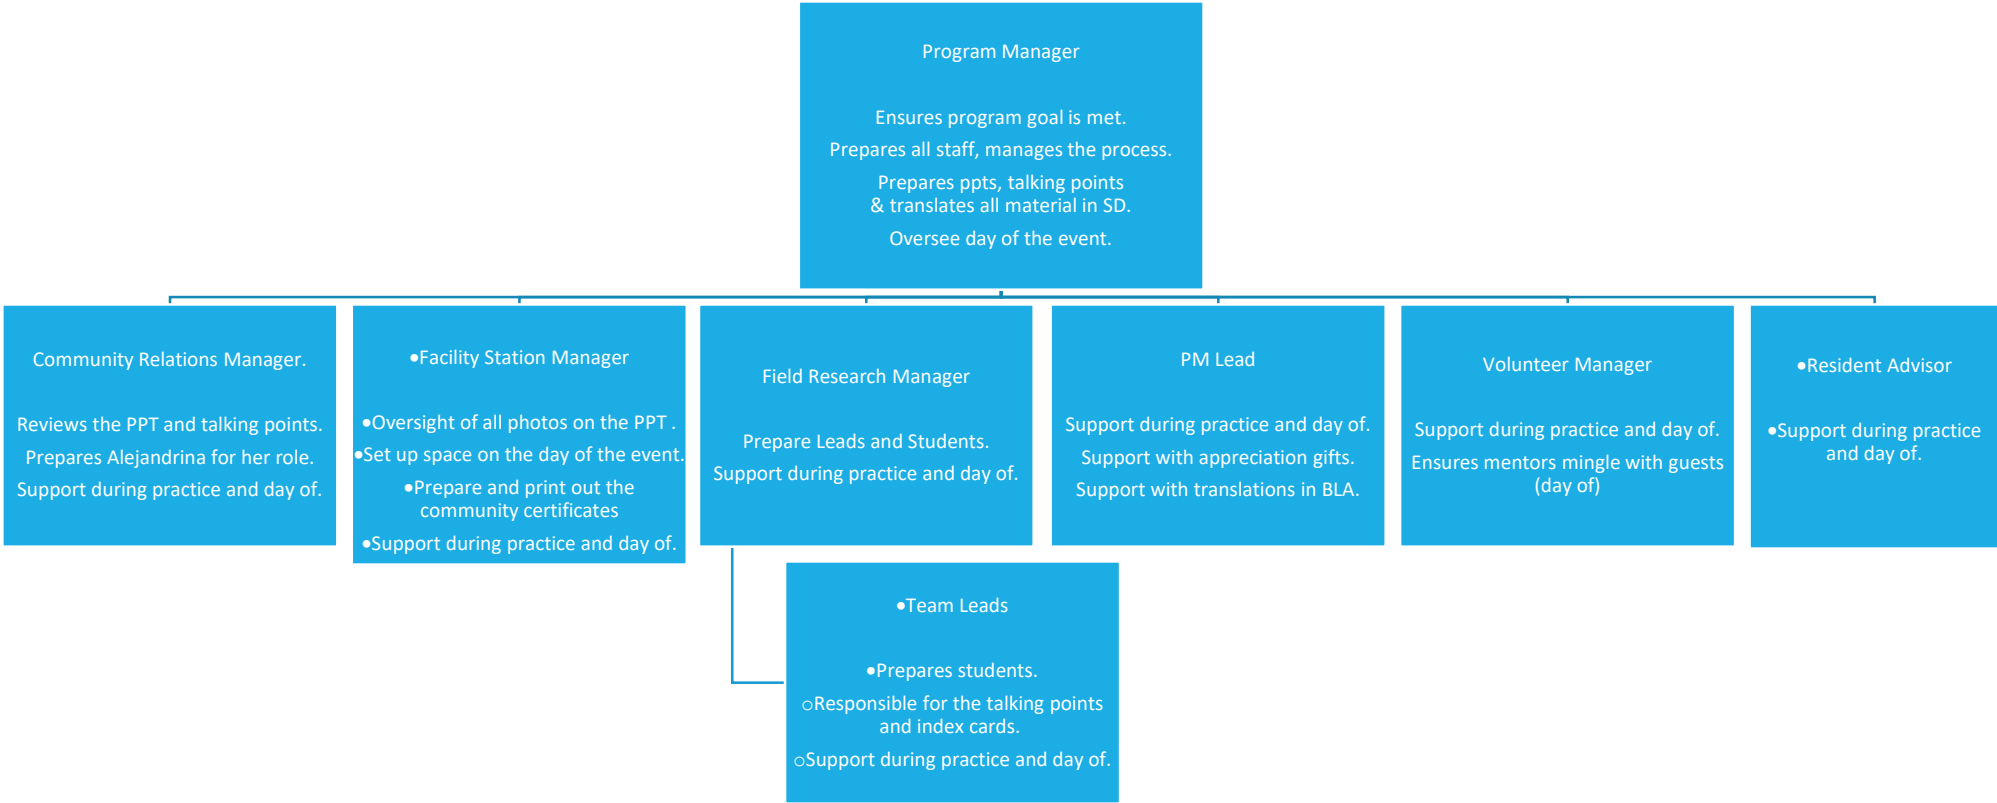 Program Manager
Ensures program goal is met.
Prepares all staff, manages the process.
Prepares ppts, talking points
& translates all material in SD.
Oversee day of the event.
Community Relations Manager.
Reviews the PPT and talking points.
Prepares Alejandrina for her role.
Support during practice and day of.
•Facility Station Manager
•Oversight of all photos on the PPT .
•Set up space on the day of the event.
•Prepare and print out the
community certificates
•Support during practice and day of.
Field Research Manager
Prepare Leads and Students.
Support during practice and day of.
PM Lead
Support during practice and day of.
Support with appreciation gifts.
Support with translations in BLA.
Volunteer Manager
Support during practice and day of.
Ensures mentors mingle with guests
(day of)
•Resident Advisor
•Support during practice
and day of.
•Team Leads
•Prepares students.
oResponsible for the talking points
and index cards.
oSupport during practice and day of.